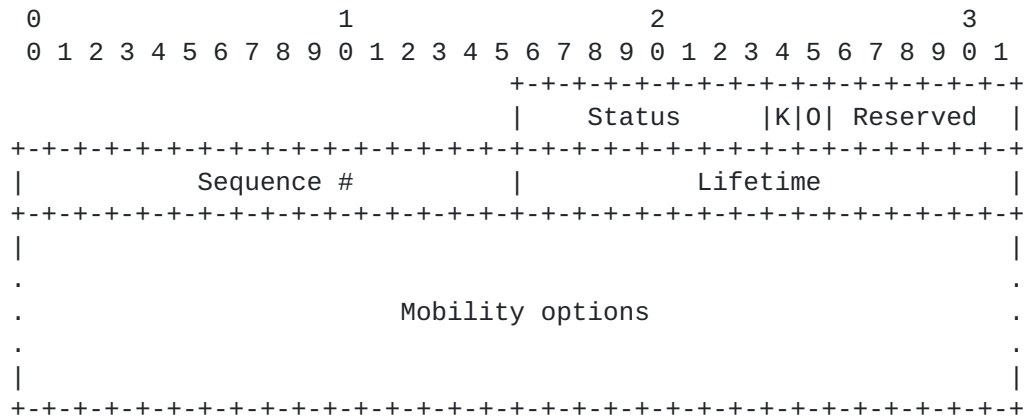 0                   1                   2                   3
 0 1 2 3 4 5 6 7 8 9 0 1 2 3 4 5 6 7 8 9 0 1 2 3 4 5 6 7 8 9 0 1
                                +-+-+-+-+-+-+-+-+-+-+-+-+-+-+-+-+
                                |    Status     |K|O| Reserved  |
+-+-+-+-+-+-+-+-+-+-+-+-+-+-+-+-+-+-+-+-+-+-+-+-+-+-+-+-+-+-+-+-+
|           Sequence #          |           Lifetime            |
+-+-+-+-+-+-+-+-+-+-+-+-+-+-+-+-+-+-+-+-+-+-+-+-+-+-+-+-+-+-+-+-+
|                                                               |
.                                                               .
.                        Mobility options                       .
.                                                               .
|                                                               |
+-+-+-+-+-+-+-+-+-+-+-+-+-+-+-+-+-+-+-+-+-+-+-+-+-+-+-+-+-+-+-+-+